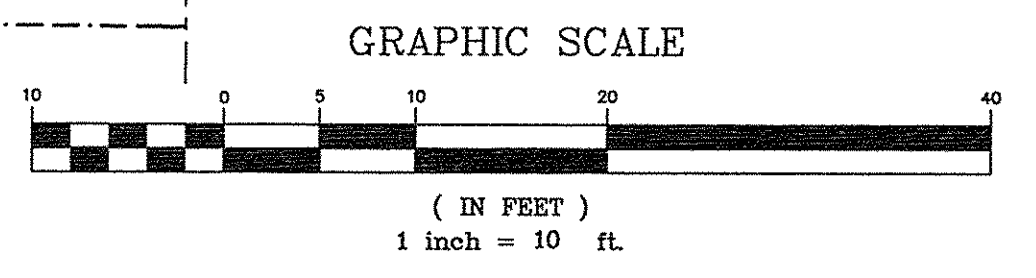 GRAPHIC SCALE
10 0 5 10 20 40
( IN FEET )
1 inch = 10 ft.